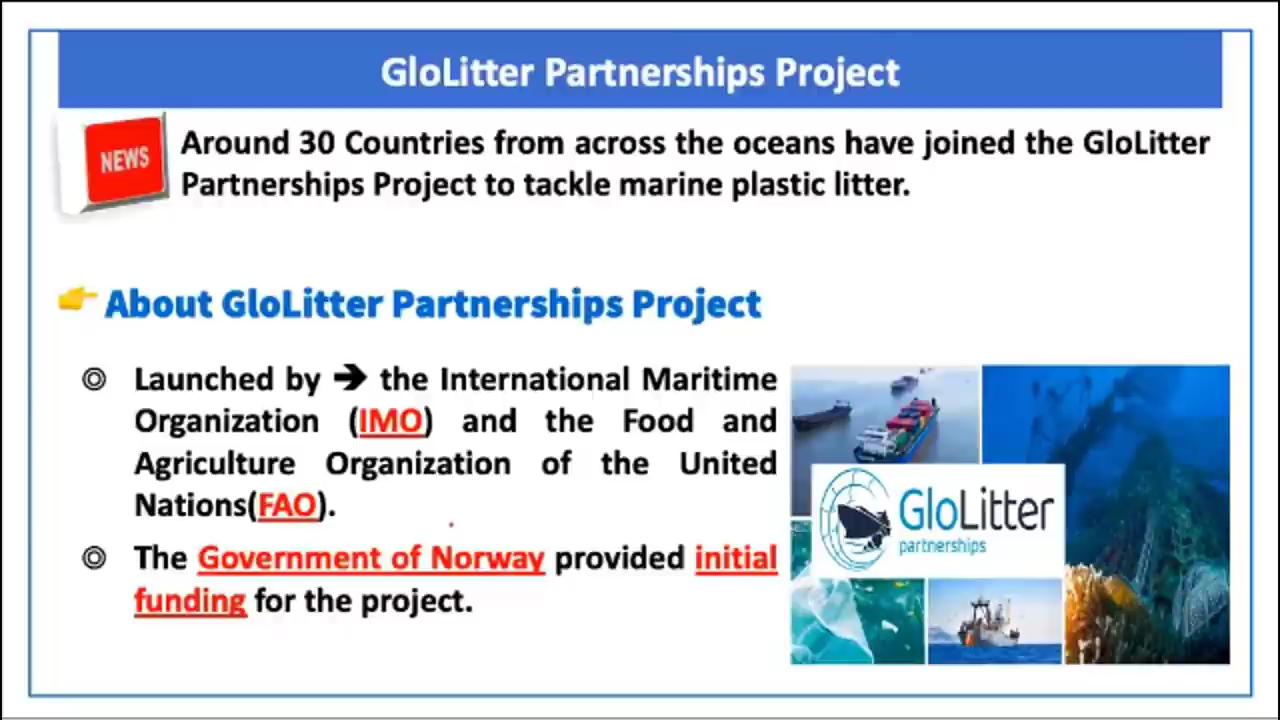 GloLitter Partnerships Project
NEWS
Around 30 Countries from across the oceans have joined the GloLitter
Partnerships Project to tackle marine plastic litter.
👉 About GloLitter Partnerships Project
◎ Launched by ➔ the International Maritime
Organization (IMO) and the Food and
Agriculture Organization of the United
Nations(FAO).
◎ The Government of Norway provided initial
funding for the project.
GloLitter
partnerships